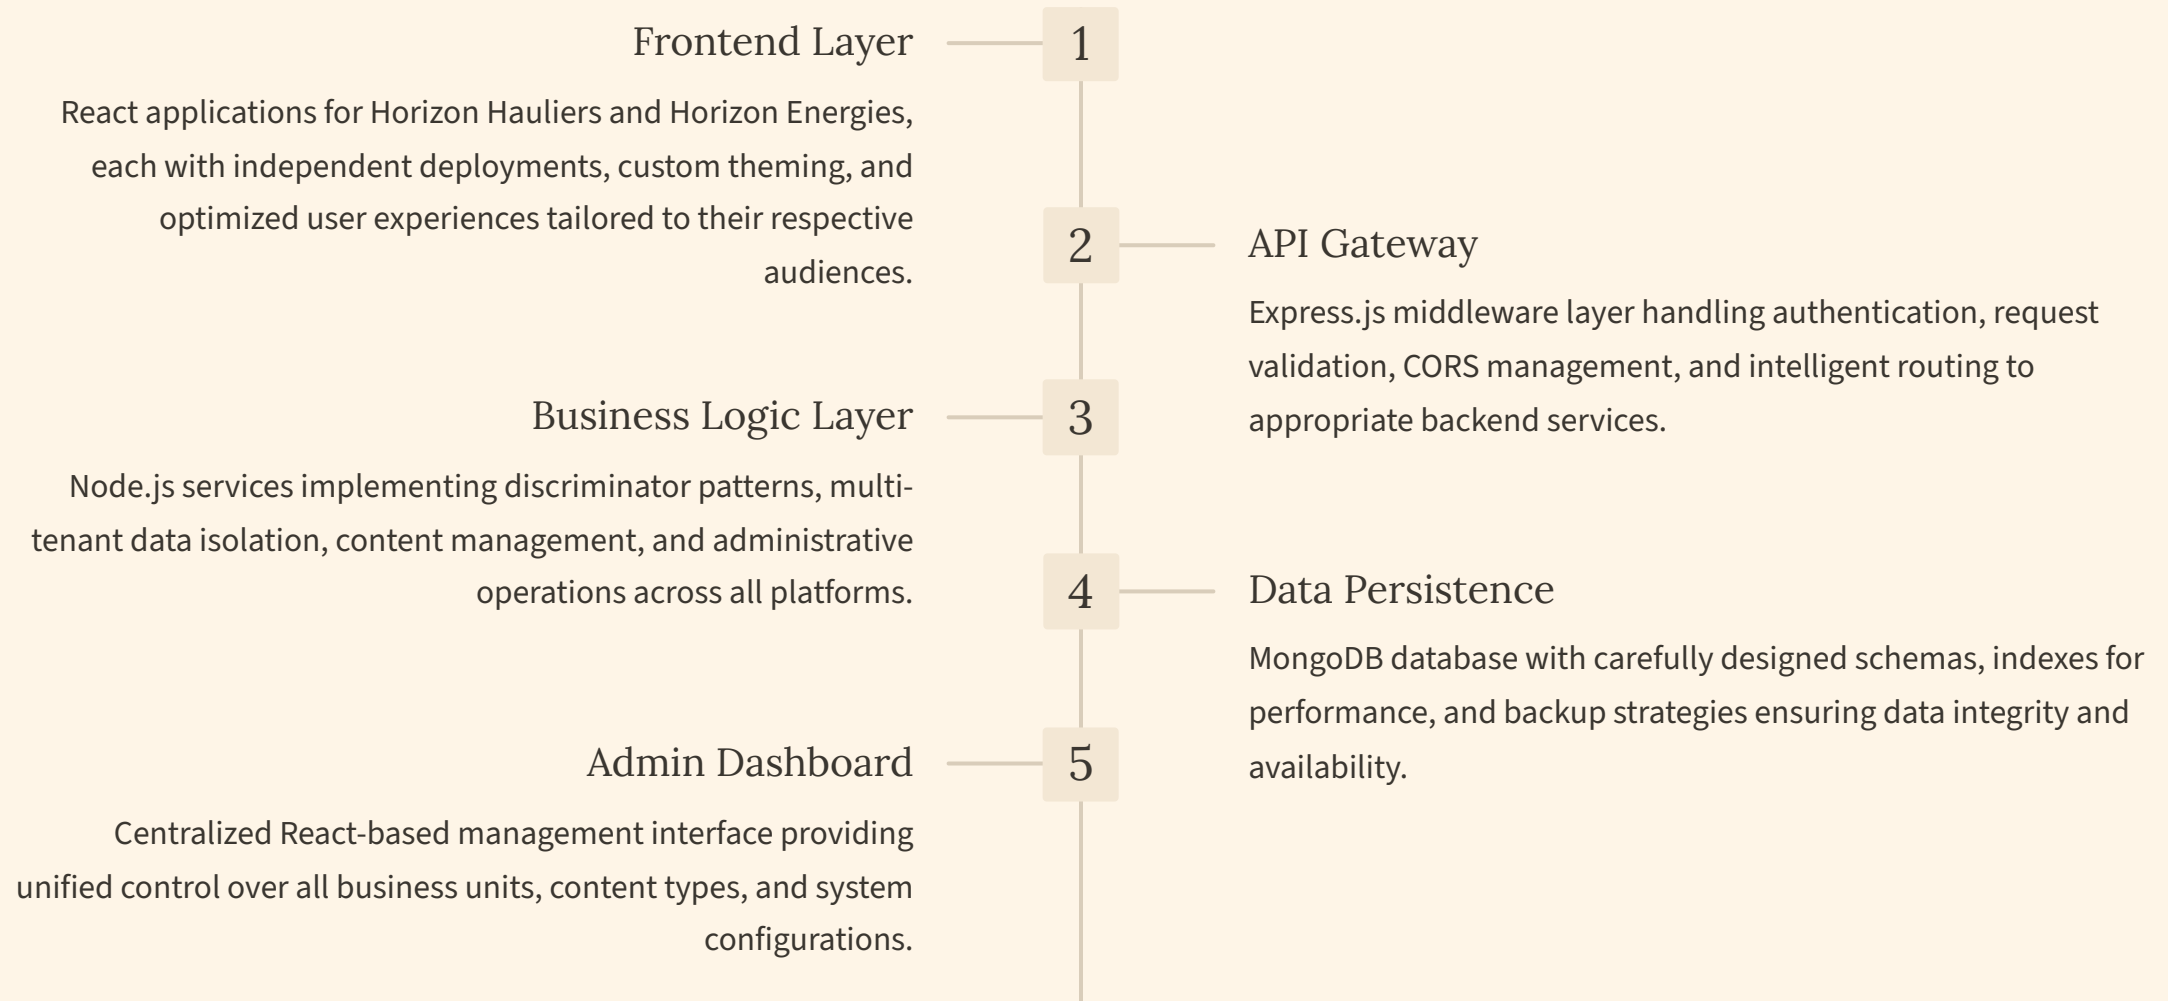 Frontend Layer
1
React applications for Horizon Hauliers and Horizon Energies,
each with independent deployments, custom theming, and
optimized user experiences tailored to their respective
audiences.
2
API Gateway
Express.js middleware layer handling authentication, request
validation, CORS management, and intelligent routing to
appropriate backend services.
Business Logic Layer
3
Node.js services implementing discriminator patterns, multi-
tenant data isolation, content management, and administrative
operations across all platforms.
4
Data Persistence
MongoDB database with carefully designed schemas, indexes for
performance, and backup strategies ensuring data integrity and
availability.
Admin Dashboard
5
Centralized React-based management interface providing
unified control over all business units, content types, and system
configurations.